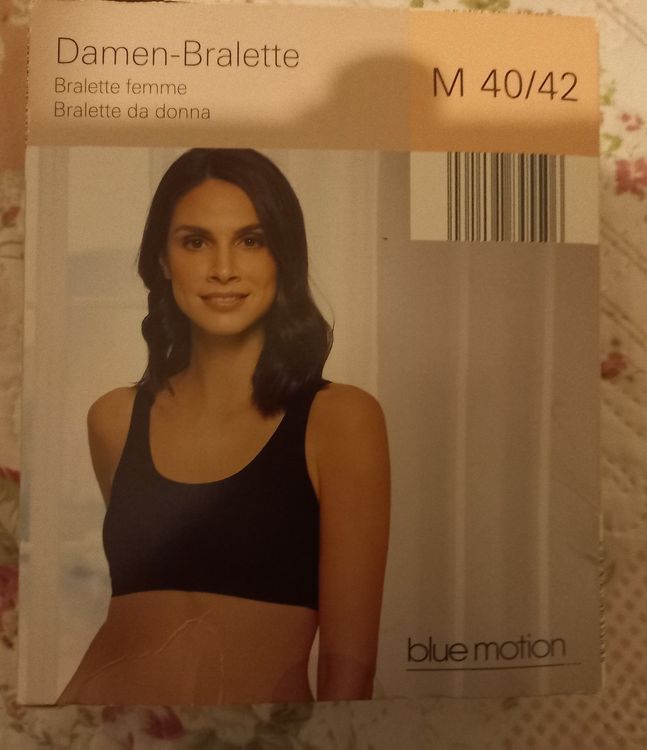 Damen-Bralette
Bralette femme
Bralette da donna
M 40/42
blue motion